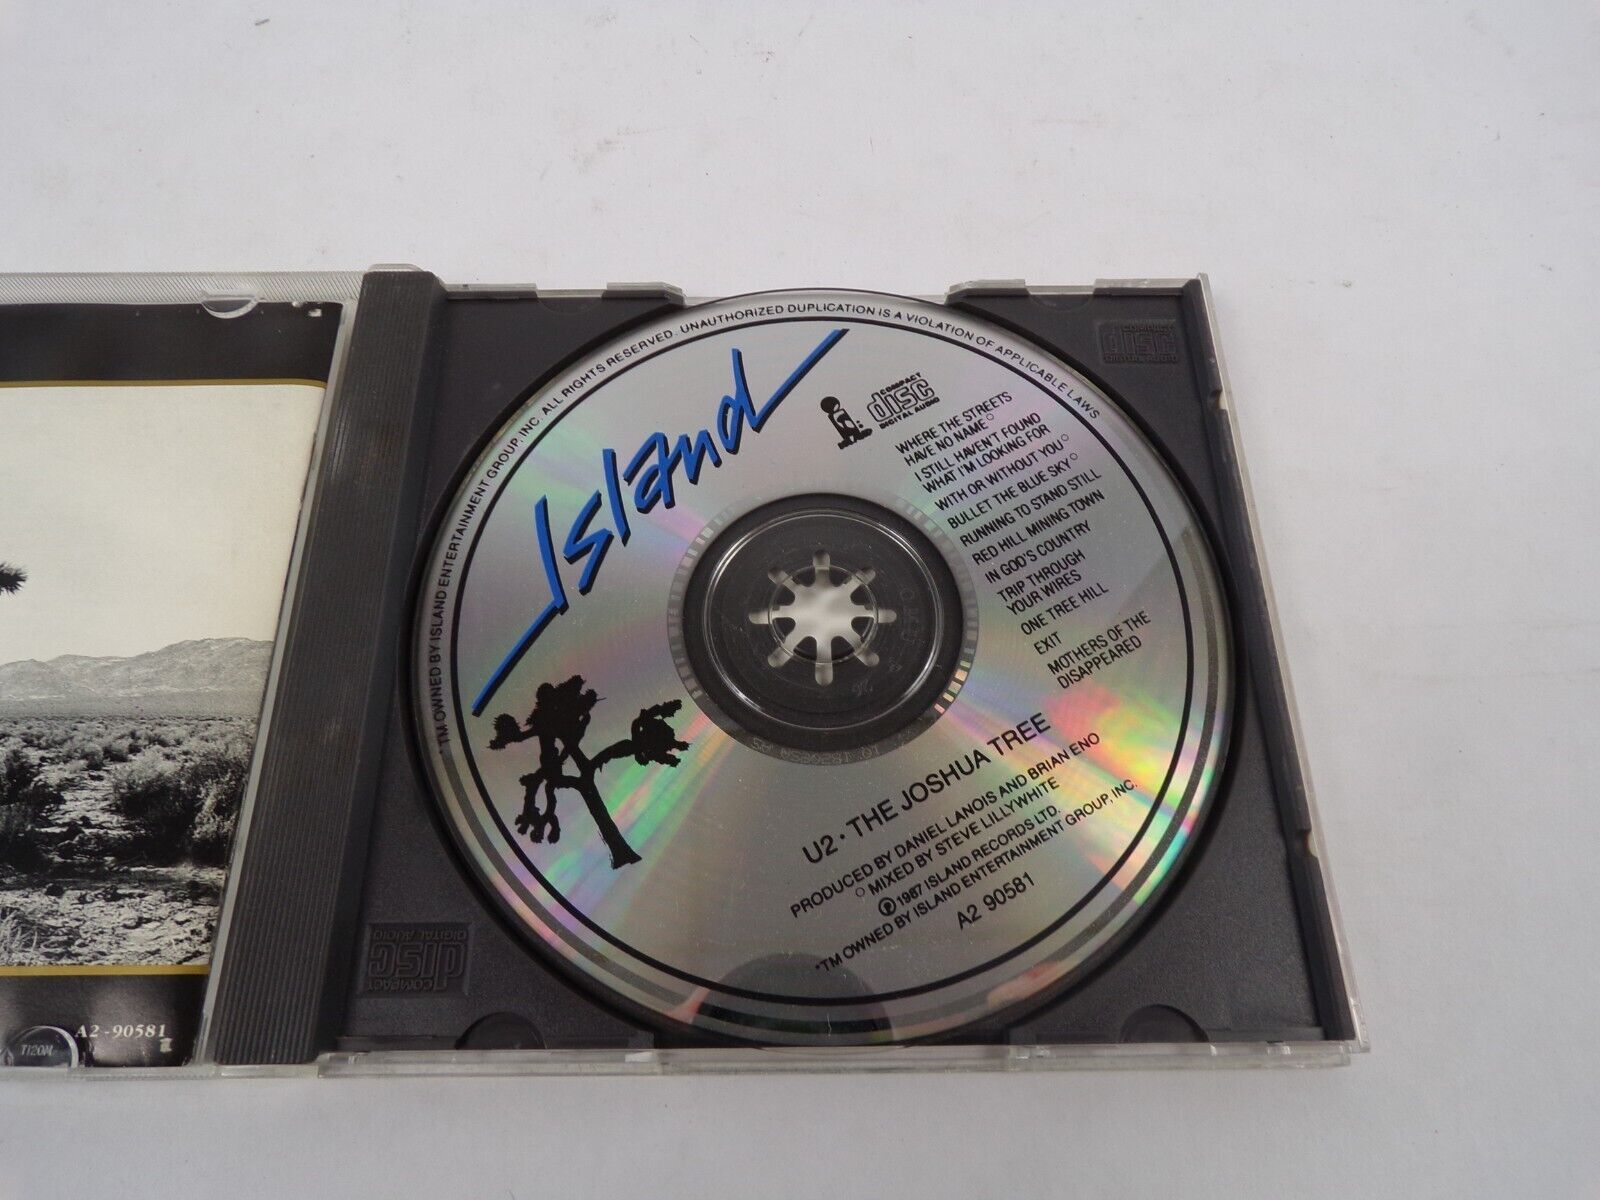 *TM OWNED BY ISLAND ENTERTAINMENT GROUP, INC. ALL RIGHTS RESERVED. UNAUTHORIZED DUPLICATION IS A VIOLATION OF APPLICABLE LAWS
Island
COMPACT
disc
DIGITAL AUDIO
WHERE THE STREETS
HAVE NO NAME○
I STILL HAVEN'T FOUND
WHAT I'M LOOKING FOR
WITH OR WITHOUT YOU○
BULLET THE BLUE SKY○
RUNNING TO STAND STILL
RED HILL MINING TOWN
IN GOD'S COUNTRY
TRIP THROUGH
YOUR WIRES
ONE TREE HILL
EXIT
MOTHERS OF THE
DISAPPEARED
U2 · THE JOSHUA TREE
PRODUCED BY DANIEL LANOIS AND BRIAN ENO
○ MIXED BY STEVE LILLYWHITE
℗ 1987 ISLAND RECORDS LTD.
*TM OWNED BY ISLAND ENTERTAINMENT GROUP, INC.
A2 90581
COMPACT
disc
DIGITAL AUDIO
COMPACT
disc
DIGITAL AUDIO
A2-90581